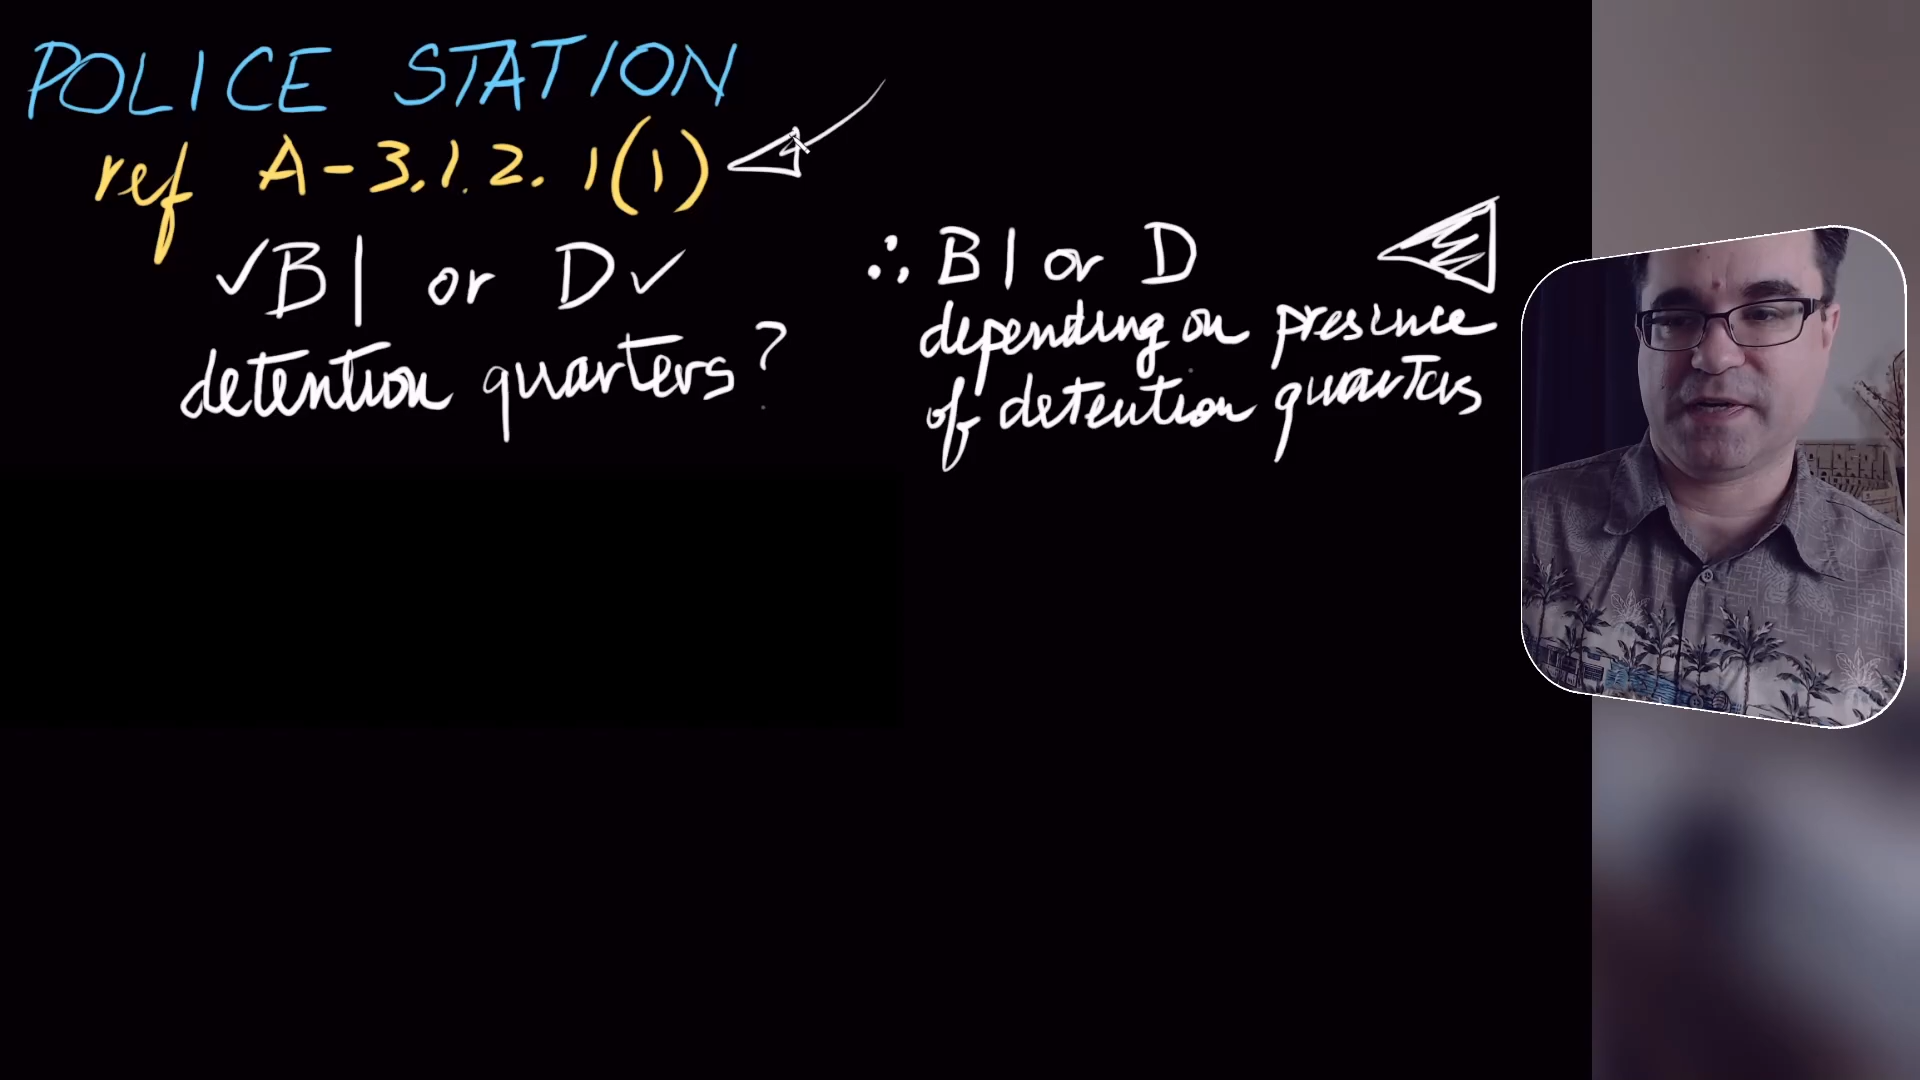 POLICE STATION
ref A-3.1.2.1(1)
✓B1 or D✓
detention quarters?
∴ B1 or D
depending on presence
of detention quarters